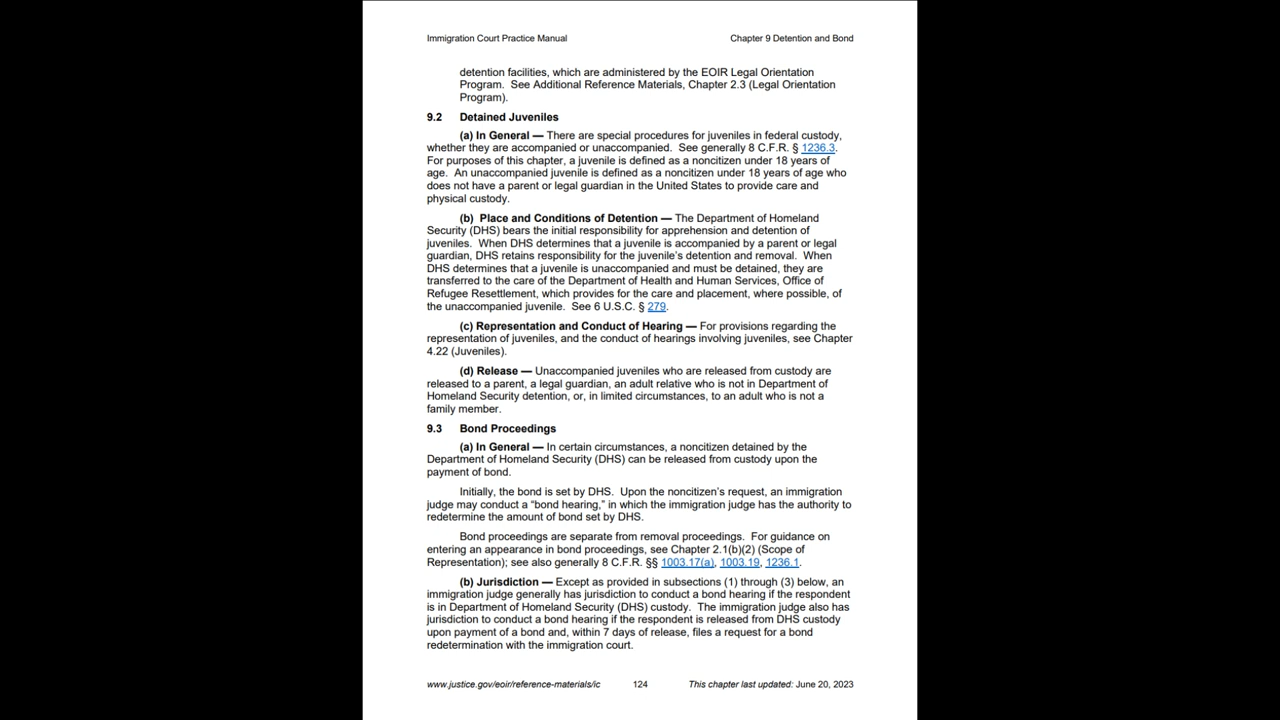 Immigration Court Practice Manual
Chapter 9 Detention and Bond
detention facilities, which are administered by the EOIR Legal Orientation
Program.  See Additional Reference Materials, Chapter 2.3 (Legal Orientation
Program).
9.2 Detained Juveniles
(a) In General — There are special procedures for juveniles in federal custody,
whether they are accompanied or unaccompanied.  See generally 8 C.F.R. § 1236.3.
For purposes of this chapter, a juvenile is defined as a noncitizen under 18 years of
age.  An unaccompanied juvenile is defined as a noncitizen under 18 years of age who
does not have a parent or legal guardian in the United States to provide care and
physical custody.
(b)  Place and Conditions of Detention — The Department of Homeland
Security (DHS) bears the initial responsibility for apprehension and detention of
juveniles.  When DHS determines that a juvenile is accompanied by a parent or legal
guardian, DHS retains responsibility for the juvenile's detention and removal.  When
DHS determines that a juvenile is unaccompanied and must be detained, they are
transferred to the care of the Department of Health and Human Services, Office of
Refugee Resettlement, which provides for the care and placement, where possible, of
the unaccompanied juvenile.  See 6 U.S.C. § 279.
(c) Representation and Conduct of Hearing — For provisions regarding the
representation of juveniles, and the conduct of hearings involving juveniles, see Chapter
4.22 (Juveniles).
(d) Release — Unaccompanied juveniles who are released from custody are
released to a parent, a legal guardian, an adult relative who is not in Department of
Homeland Security detention, or, in limited circumstances, to an adult who is not a
family member.
9.3 Bond Proceedings
(a) In General — In certain circumstances, a noncitizen detained by the
Department of Homeland Security (DHS) can be released from custody upon the
payment of bond.
Initially, the bond is set by DHS.  Upon the noncitizen's request, an immigration
judge may conduct a "bond hearing," in which the immigration judge has the authority to
redetermine the amount of bond set by DHS.
Bond proceedings are separate from removal proceedings.  For guidance on
entering an appearance in bond proceedings, see Chapter 2.1(b)(2) (Scope of
Representation); see also generally 8 C.F.R. §§ 1003.17(a), 1003.19, 1236.1.
(b) Jurisdiction — Except as provided in subsections (1) through (3) below, an
immigration judge generally has jurisdiction to conduct a bond hearing if the respondent
is in Department of Homeland Security (DHS) custody.  The immigration judge also has
jurisdiction to conduct a bond hearing if the respondent is released from DHS custody
upon payment of a bond and, within 7 days of release, files a request for a bond
redetermination with the immigration court.
www.justice.gov/eoir/reference-materials/ic
124
This chapter last updated: June 20, 2023